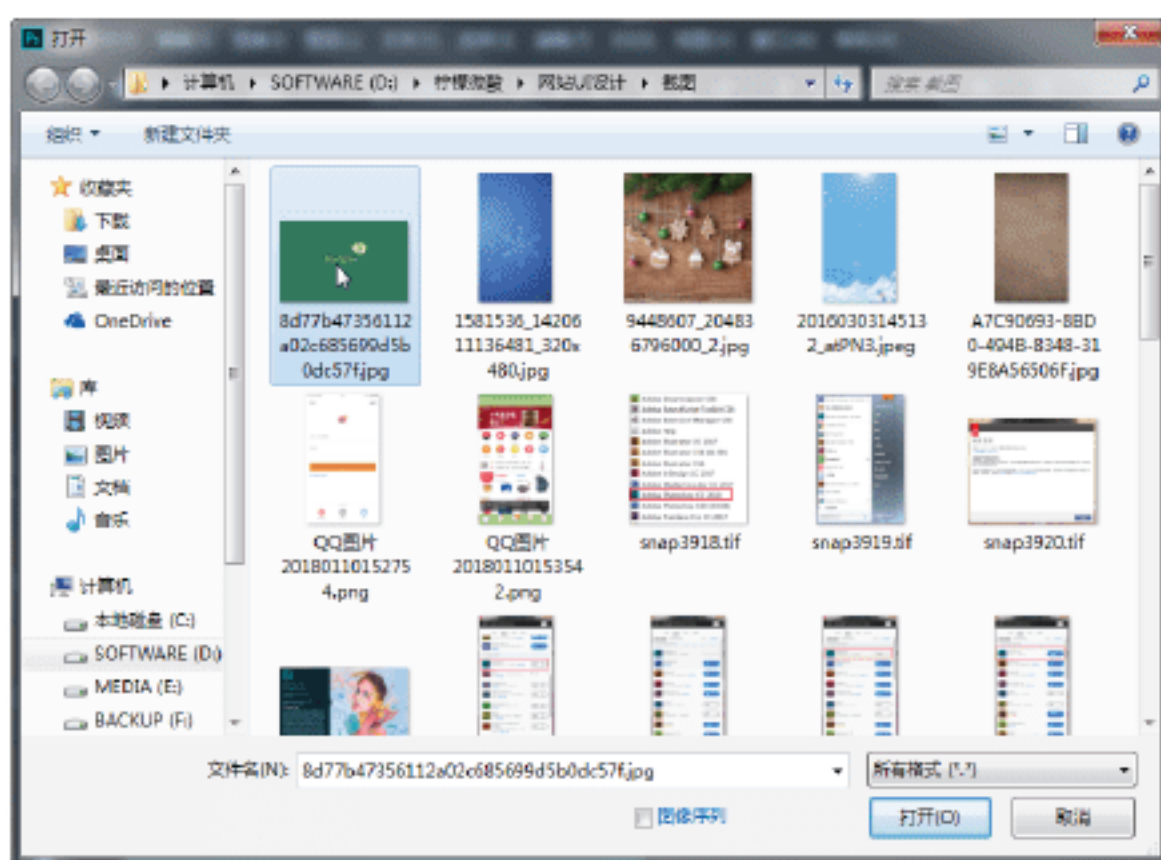 打开
计算机 ▸ SOFTWARE (D:) ▸ 柠檬微酸 ▸ 网站UI设计 ▸ 截图
搜索 截图
组织
新建文件夹
收藏夹
下载
桌面
最近访问的位置
OneDrive
库
视频
图片
文档
音乐
计算机
本地磁盘 (C:)
SOFTWARE (D:)
MEDIA (E:)
BACKUP (F:)
8d77b47356112
a02c685699d5b
0dc57f.jpg
1581536_14206
11136481_320x
480.jpg
9448607_20483
6796000_2.jpg
2016030314513
2_atPN3.jpeg
A7C90693-8BD
0-494B-8348-31
9E8A56506F.jpg
QQ图片
2018011015275
4.png
QQ图片
2018011015354
2.png
snap3918.tif
snap3919.tif
snap3920.tif
文件名(N):
8d77b47356112a02c685699d5b0dc57f.jpg
所有格式 (*.*)
图像序列
打开(O)
取消